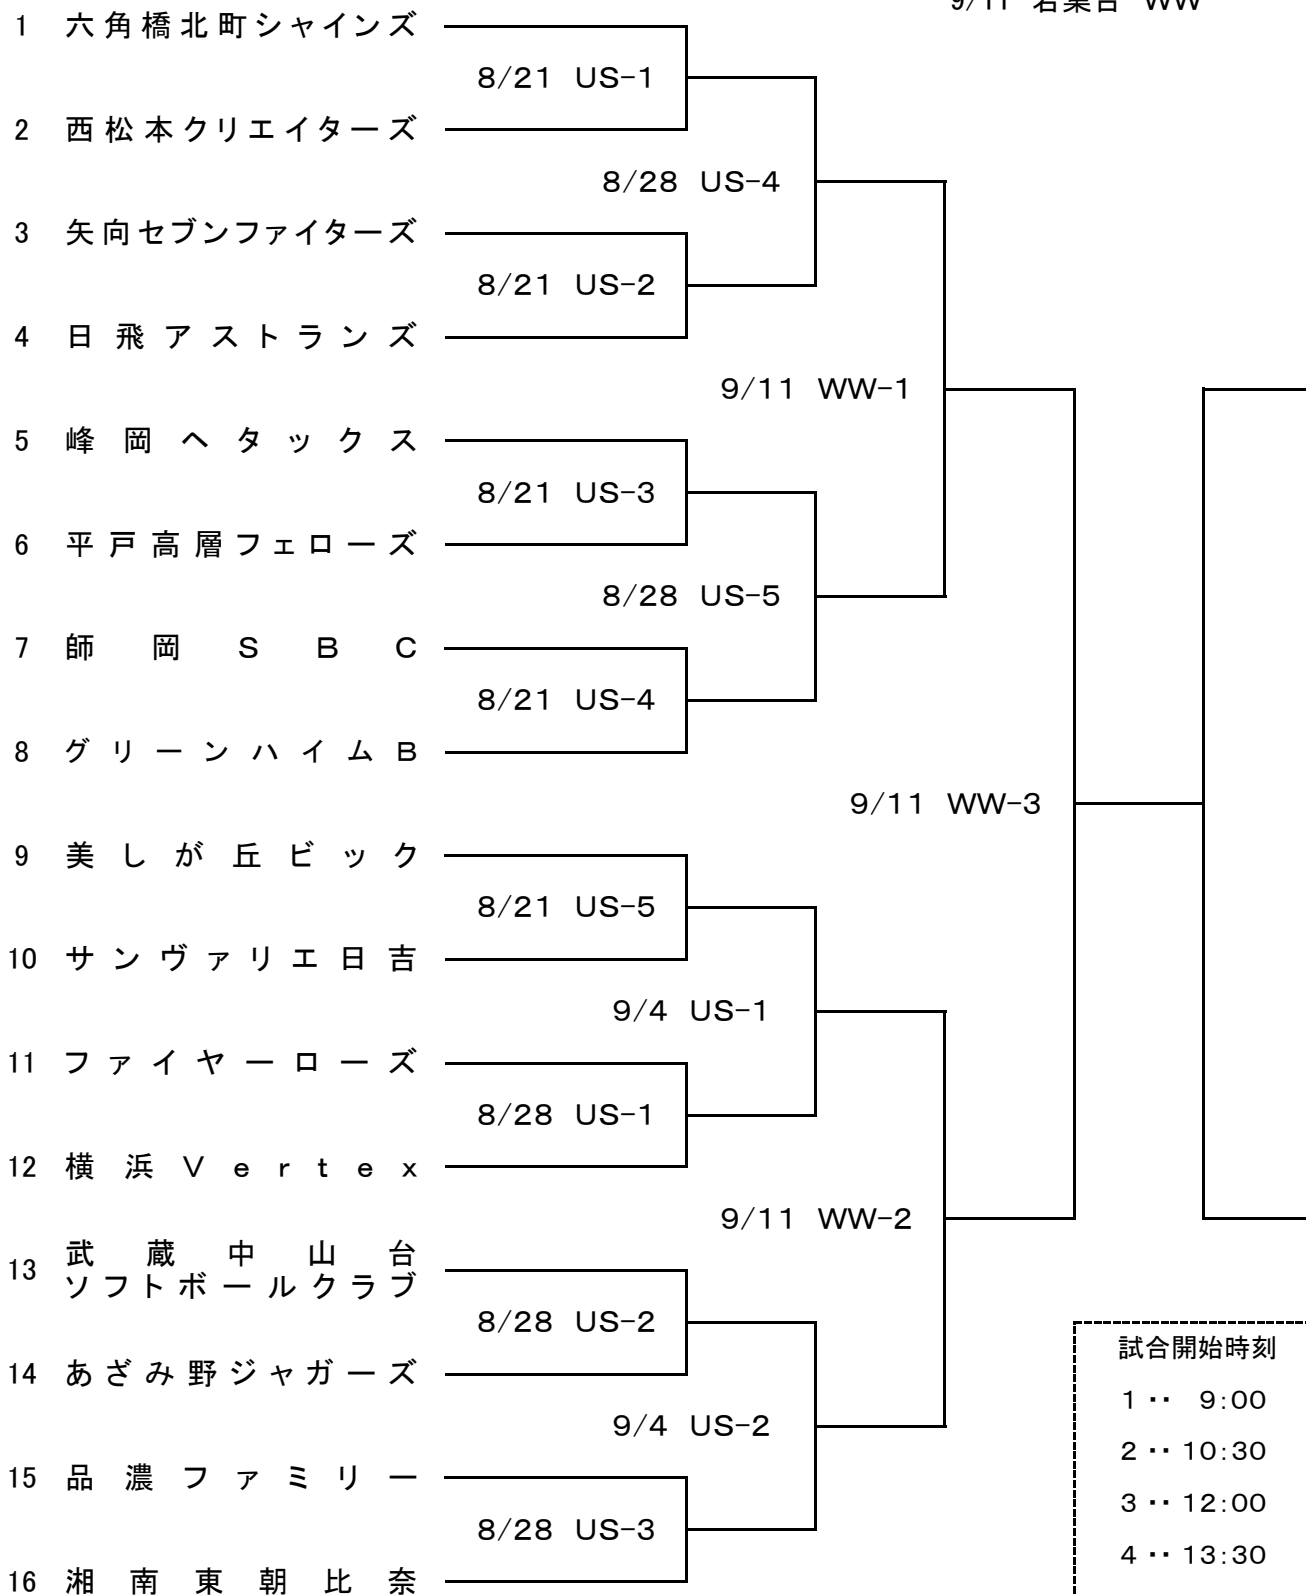 9/11 若葉台 WW
1 六角橋北町シャインズ
8/21 US-1
2 西松本クリエイターズ
8/28 US-4
3 矢向セブンファイターズ
8/21 US-2
4 日飛アストランズ
9/11 WW-1
5 峰岡ヘタックス
8/21 US-3
6 平戸高層フェローズ
8/28 US-5
7 師岡SBC
8/21 US-4
8 グリーンハイムB
9/11 WW-3
9 美しが丘ビック
8/21 US-5
10 サンヴァリエ日吉
9/4 US-1
11 ファイヤーローズ
8/28 US-1
12 横浜Vertex
9/11 WW-2
13 武蔵中山台
ソフトボールクラブ
8/28 US-2
14 あざみ野ジャガーズ
9/4 US-2
15 品濃ファミリー
8/28 US-3
16 湘南東朝比奈
試合開始時刻
1 ‥ 9:00
2 ‥ 10:30
3 ‥ 12:00
4 ‥ 13:30